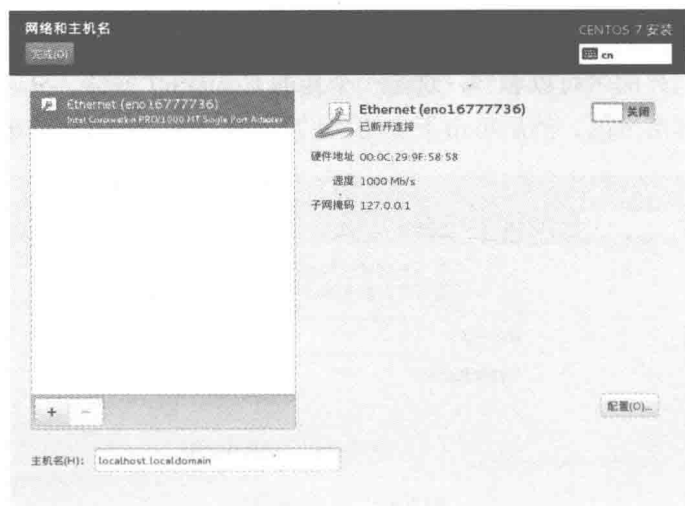 网络和主机名
CENTOS 7 安装
完成(D)
cn
Ethernet (eno16777736)
Intel Corporation PRO/1000 MT Single Port Adapter
Ethernet (eno16777736)
已断开连接
关闭
硬件地址 00:0C:29:9F:58:58
速度 1000 Mb/s
子网掩码 127.0.0.1
+ −
配置(O)...
主机名(H): localhost.localdomain